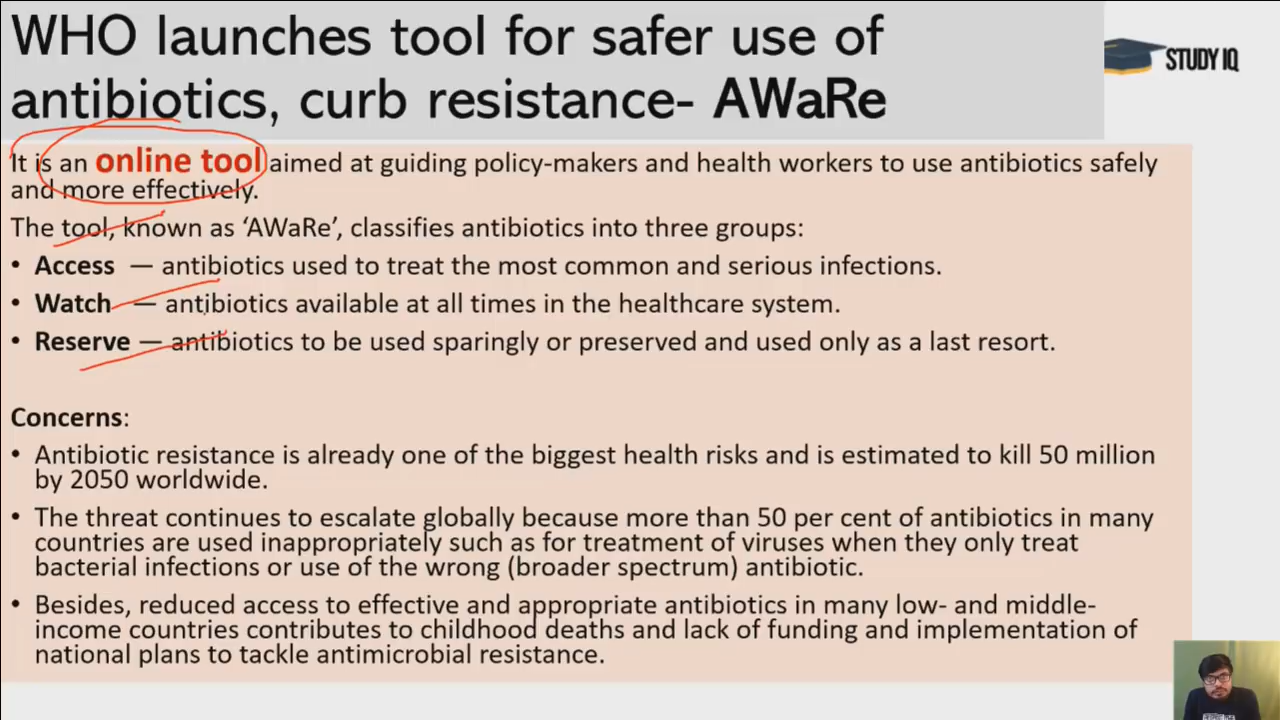 WHO launches tool for safer use of
antibiotics, curb resistance- AWaRe
STUDY IQ
It is an online tool aimed at guiding policy-makers and health workers to use antibiotics safely
and more effectively.
The tool, known as ‘AWaRe’, classifies antibiotics into three groups:
• Access — antibiotics used to treat the most common and serious infections.
• Watch — antibiotics available at all times in the healthcare system.
• Reserve — antibiotics to be used sparingly or preserved and used only as a last resort.
Concerns:
• Antibiotic resistance is already one of the biggest health risks and is estimated to kill 50 million
by 2050 worldwide.
• The threat continues to escalate globally because more than 50 per cent of antibiotics in many
countries are used inappropriately such as for treatment of viruses when they only treat
bacterial infections or use of the wrong (broader spectrum) antibiotic.
• Besides, reduced access to effective and appropriate antibiotics in many low- and middle-
income countries contributes to childhood deaths and lack of funding and implementation of
national plans to tackle antimicrobial resistance.